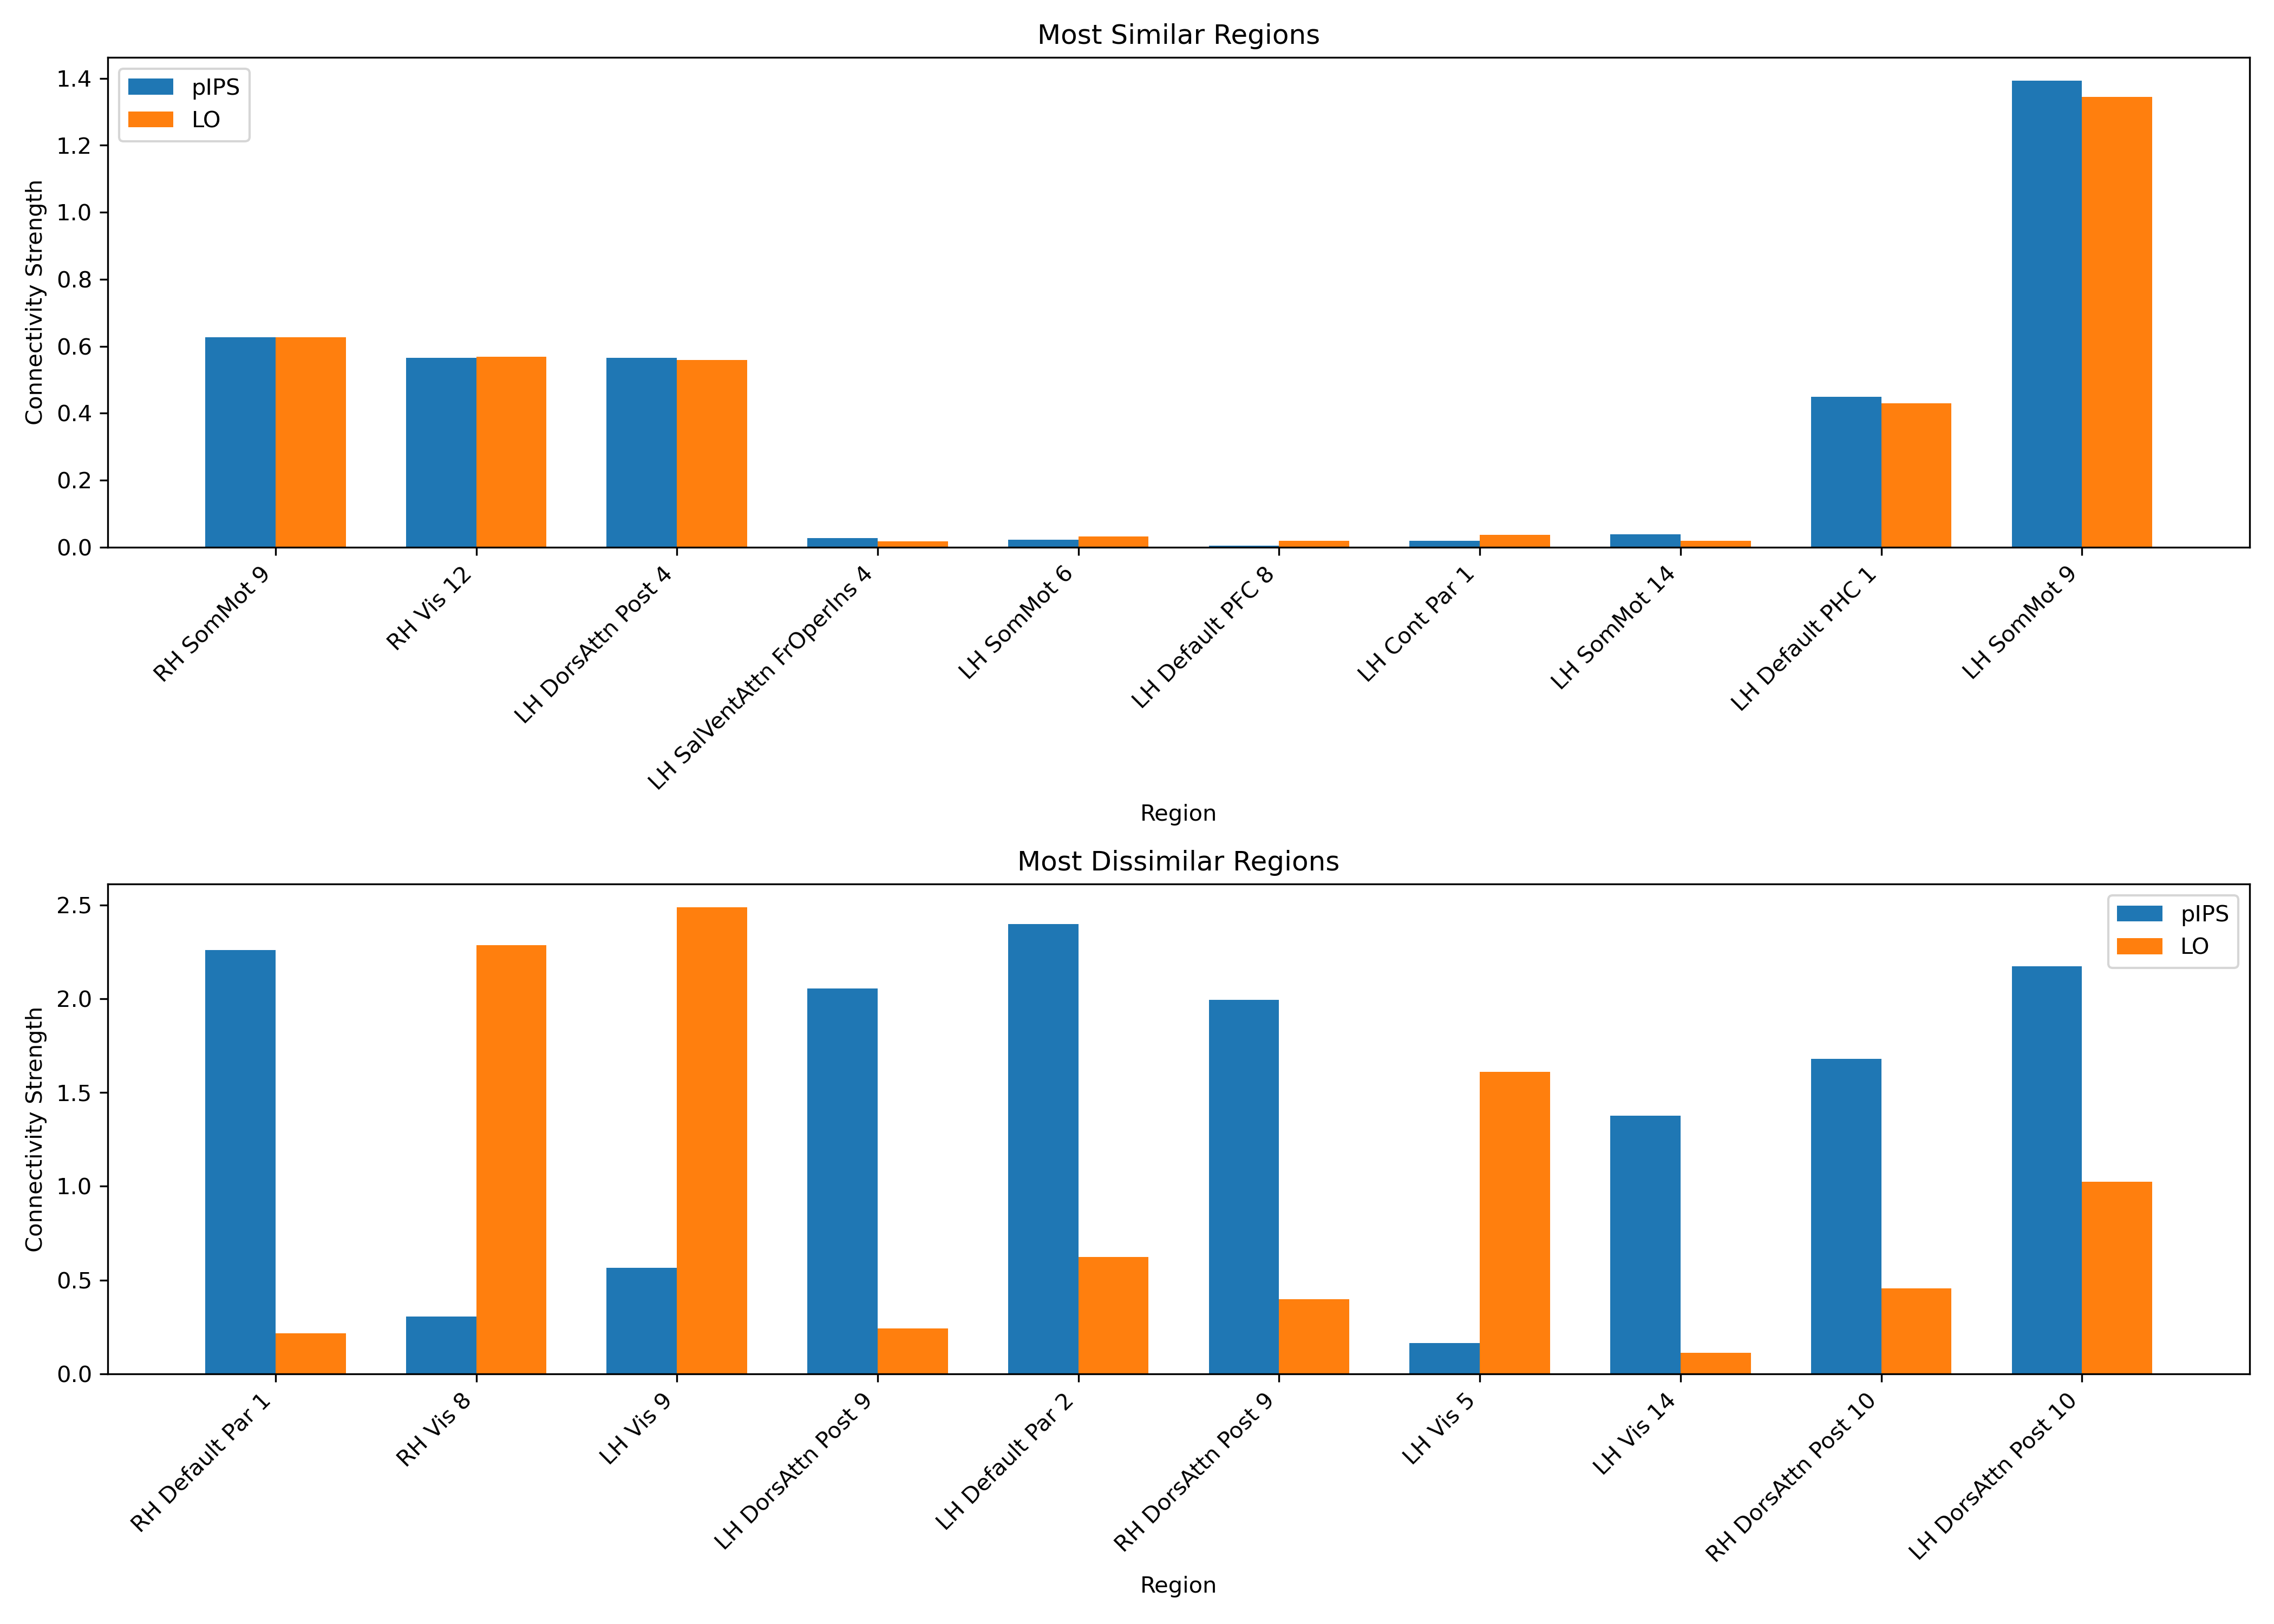 Most Similar Regions
pIPS
LO
Connectivity Strength
1.4
1.2
1.0
0.8
0.6
0.4
0.2
0.0
RH SomMot 9
RH Vis 12
LH DorsAttn Post 4
LH SalVentAttn FrOperIns 4
LH SomMot 6
LH Default PFC 8
LH Cont Par 1
LH SomMot 14
LH Default PHC 1
LH SomMot 9
Region
Most Dissimilar Regions
pIPS
LO
Connectivity Strength
2.5
2.0
1.5
1.0
0.5
0.0
RH Default Par 1
RH Vis 8
LH Vis 9
LH DorsAttn Post 9
LH Default Par 2
RH DorsAttn Post 9
LH Vis 5
LH Vis 14
RH DorsAttn Post 10
LH DorsAttn Post 10
Region